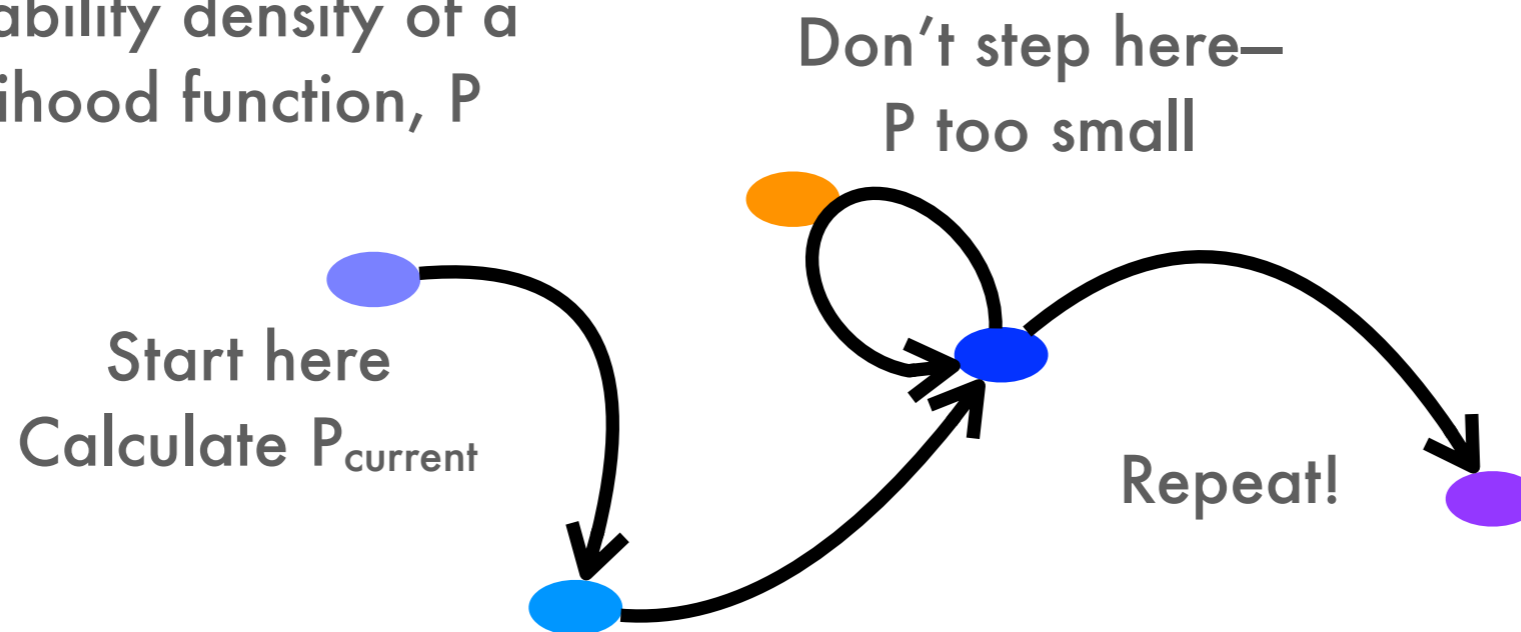 ability density of a
ihood function, P
Don't step here—
P too small
Start here
Calculate Pcurrent
Repeat!